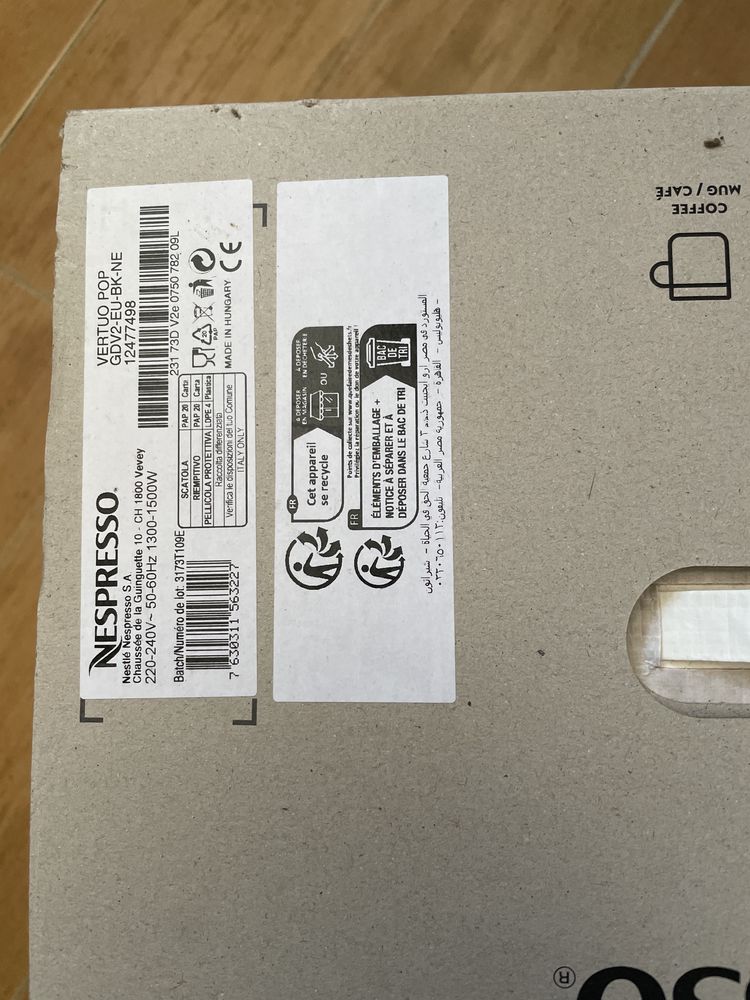 NESPRESSO.
Nestlé Nespresso S.A.
Chaussée de la Guinguette 10 - CH 1800 Vevey
220-240V~ 50-60Hz 1300-1500W
Batch/Numéro de lot: 3173T109E
7 630311 563227
VERTUO POP
GDV2-EU-BK-NE
12477498
23173D V2e 0750 782 09L
20
PAP
MADE IN HUNGARY CE
SCATOLA PAP 20 Carta
RIEMPITIVO PAP 20 Carta
PELLICOLA PROTETTIVA LDPE 4 Plastica
Raccolta differenziata
Verifica le disposizioni del tuo Comune
ITALY ONLY
FR
Cet appareil
se recycle
À DÉPOSER
EN MAGASIN
OU
À DÉPOSER
EN DÉCHÈTERIE
Points de collecte sur www.quefairedemesdechets.fr
Privilégiez la réparation ou le don de votre appareil !
FR
ÉLÉMENTS D'EMBALLAGE +
NOTICE À SÉPARER ET À
DÉPOSER DANS LE BAC DE TRI
BAC
DE
TRI
COFFEE
MUG / CAFÉ
®